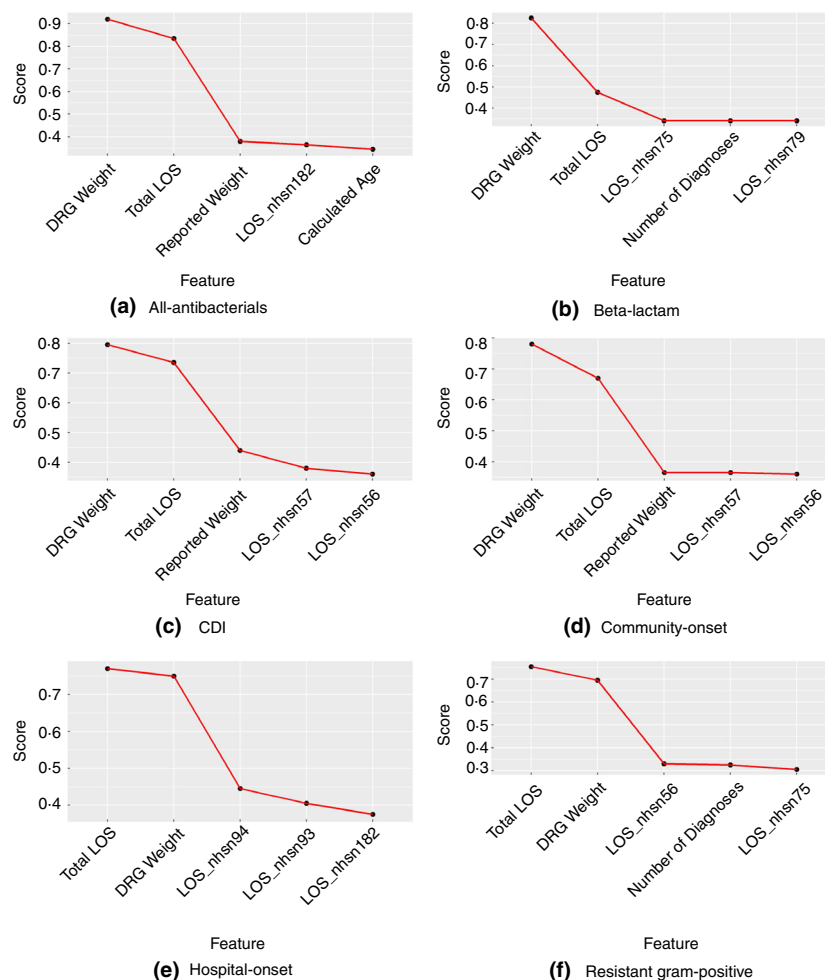 Score
0·9
0·8
0·7
0·6
0·5
0·4
DRG Weight
Total LOS
Reported Weight
LOS_nhsn182
Calculated Age
Feature
(a) All-antibacterials
Score
0·8
0·7
0·6
0·5
0·4
DRG Weight
Total LOS
LOS_nhsn75
Number of Diagnoses
LOS_nhsn79
Feature
(b) Beta-lactam
Score
0·8
0·7
0·6
0·5
0·4
DRG Weight
Total LOS
Reported Weight
LOS_nhsn57
LOS_nhsn56
Feature
(c) CDI
Score
0·8
0·7
0·6
0·5
0·4
DRG Weight
Total LOS
Reported Weight
LOS_nhsn57
LOS_nhsn56
Feature
(d) Community-onset
Score
0·7
0·6
0·5
0·4
Total LOS
DRG Weight
LOS_nhsn94
LOS_nhsn93
LOS_nhsn182
Feature
(e) Hospital-onset
Score
0·7
0·6
0·5
0·4
0·3
Total LOS
DRG Weight
LOS_nhsn56
Number of Diagnoses
LOS_nhsn75
Feature
(f) Resistant gram-positive